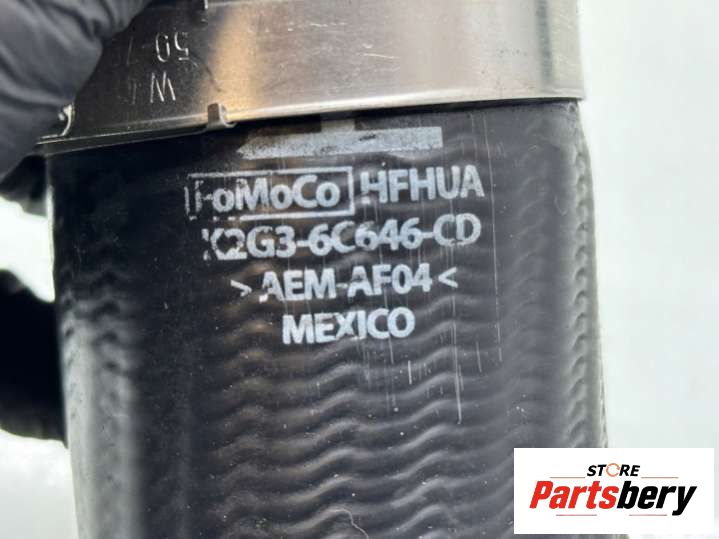 FoMoCo HFHUA
K2G3-6C646-CD
>AEM-AF04<
MEXICO
STORE
Partsbery